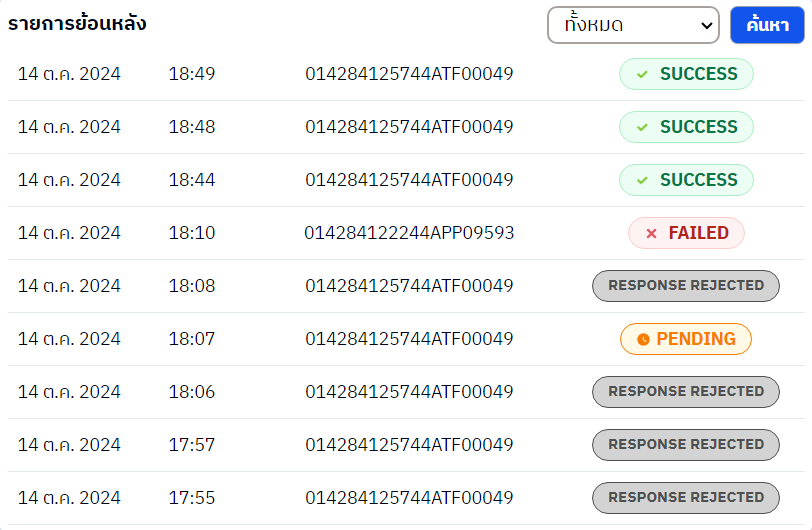 รายการย้อนหลัง ทั้งหมด ค้นหา
14 ต.ค. 2024 18:49 014284125744ATF00049 SUCCESS
14 ต.ค. 2024 18:48 014284125744ATF00049 SUCCESS
14 ต.ค. 2024 18:44 014284125744ATF00049 SUCCESS
14 ต.ค. 2024 18:10 014284122244APP09593 FAILED
14 ต.ค. 2024 18:08 014284125744ATF00049 RESPONSE REJECTED
14 ต.ค. 2024 18:07 014284125744ATF00049 PENDING
14 ต.ค. 2024 18:06 014284125744ATF00049 RESPONSE REJECTED
14 ต.ค. 2024 17:57 014284125744ATF00049 RESPONSE REJECTED
14 ต.ค. 2024 17:55 014284125744ATF00049 RESPONSE REJECTED